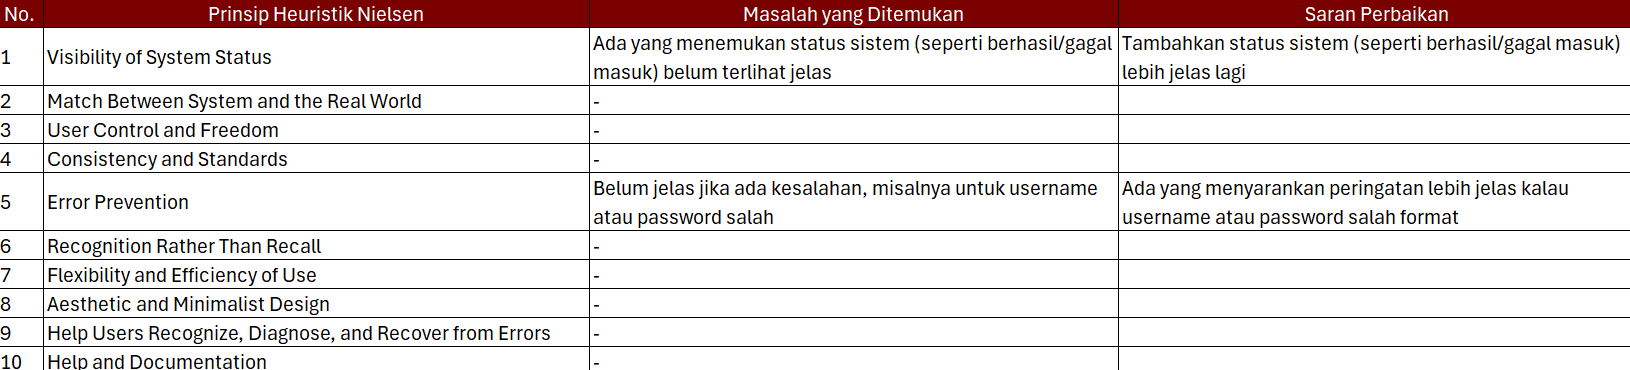 No. Prinsip Heuristik Nielsen Masalah yang Ditemukan Saran Perbaikan
1 Visibility of System Status Ada yang menemukan status sistem (seperti berhasil/gagal masuk) belum terlihat jelas Tambahkan status sistem (seperti berhasil/gagal masuk) lebih jelas lagi
2 Match Between System and the Real World -
3 User Control and Freedom -
4 Consistency and Standards -
5 Error Prevention Belum jelas jika ada kesalahan, misalnya untuk username atau password salah Ada yang menyarankan peringatan lebih jelas kalau username atau password salah format
6 Recognition Rather Than Recall -
7 Flexibility and Efficiency of Use -
8 Aesthetic and Minimalist Design -
9 Help Users Recognize, Diagnose, and Recover from Errors -
10 Help and Documentation -